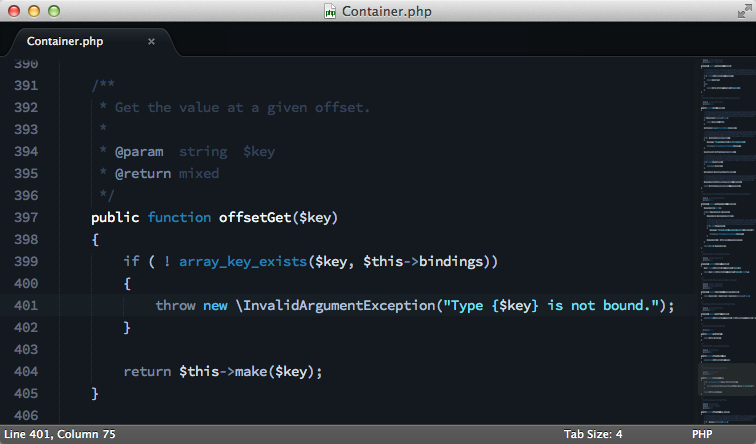 Container.php
Container.php ×
390
391 /**
392 * Get the value at a given offset.
393 *
394 * @param string $key
395 * @return mixed
396 */
397 public function offsetGet($key)
398 {
399 if ( ! array_key_exists($key, $this->bindings))
400 {
401 throw new \InvalidArgumentException("Type {$key} is not bound.");
402 }
403
404 return $this->make($key);
405 }
406
Line 401, Column 75 Tab Size: 4 PHP